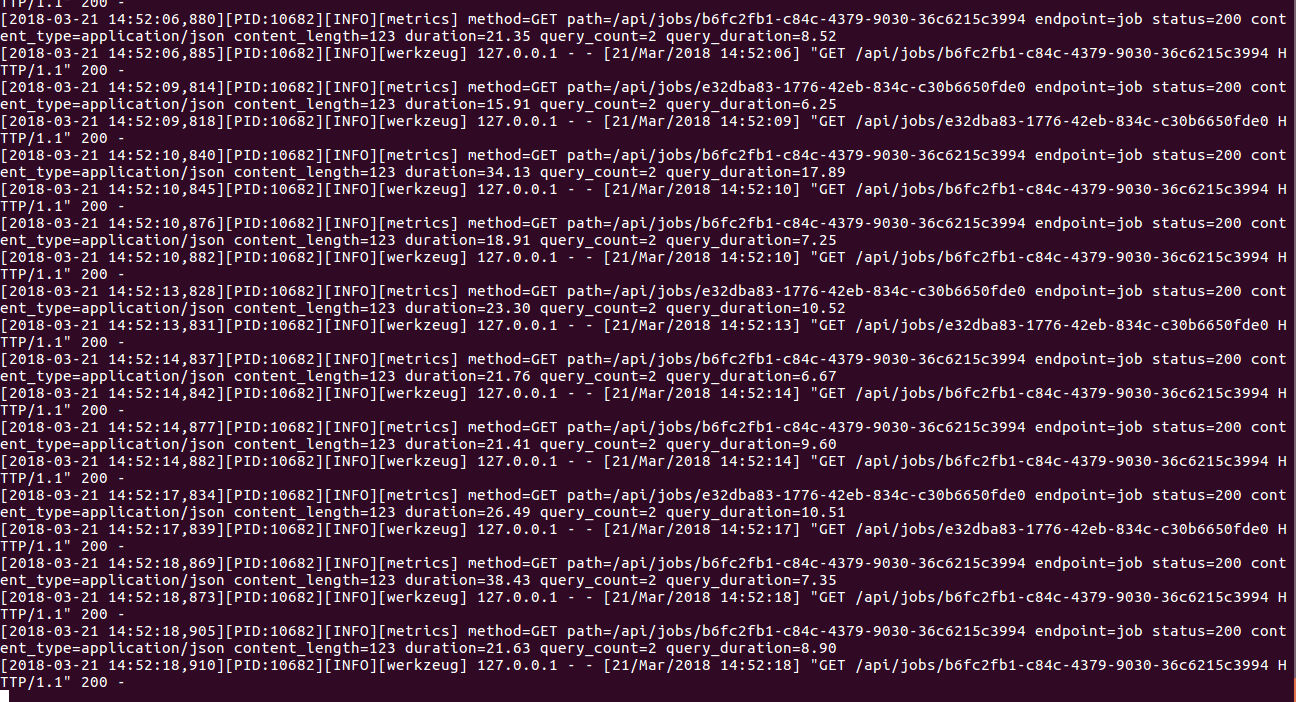 TTP/1.1" 200 -
[2018-03-21 14:52:06,880][PID:10682][INFO][metrics] method=GET path=/api/jobs/b6fc2fb1-c84c-4379-9030-36c6215c3994 endpoint=job status=200 cont
ent_type=application/json content_length=123 duration=21.35 query_count=2 query_duration=8.52
[2018-03-21 14:52:06,885][PID:10682][INFO][werkzeug] 127.0.0.1 - - [21/Mar/2018 14:52:06] "GET /api/jobs/b6fc2fb1-c84c-4379-9030-36c6215c3994 H
TTP/1.1" 200 -
[2018-03-21 14:52:09,814][PID:10682][INFO][metrics] method=GET path=/api/jobs/e32dba83-1776-42eb-834c-c30b6650fde0 endpoint=job status=200 cont
ent_type=application/json content_length=123 duration=15.91 query_count=2 query_duration=6.25
[2018-03-21 14:52:09,818][PID:10682][INFO][werkzeug] 127.0.0.1 - - [21/Mar/2018 14:52:09] "GET /api/jobs/e32dba83-1776-42eb-834c-c30b6650fde0 H
TTP/1.1" 200 -
[2018-03-21 14:52:10,840][PID:10682][INFO][metrics] method=GET path=/api/jobs/b6fc2fb1-c84c-4379-9030-36c6215c3994 endpoint=job status=200 cont
ent_type=application/json content_length=123 duration=34.13 query_count=2 query_duration=17.89
[2018-03-21 14:52:10,845][PID:10682][INFO][werkzeug] 127.0.0.1 - - [21/Mar/2018 14:52:10] "GET /api/jobs/b6fc2fb1-c84c-4379-9030-36c6215c3994 H
TTP/1.1" 200 -
[2018-03-21 14:52:10,876][PID:10682][INFO][metrics] method=GET path=/api/jobs/b6fc2fb1-c84c-4379-9030-36c6215c3994 endpoint=job status=200 cont
ent_type=application/json content_length=123 duration=18.91 query_count=2 query_duration=7.25
[2018-03-21 14:52:10,882][PID:10682][INFO][werkzeug] 127.0.0.1 - - [21/Mar/2018 14:52:10] "GET /api/jobs/b6fc2fb1-c84c-4379-9030-36c6215c3994 H
TTP/1.1" 200 -
[2018-03-21 14:52:13,828][PID:10682][INFO][metrics] method=GET path=/api/jobs/e32dba83-1776-42eb-834c-c30b6650fde0 endpoint=job status=200 cont
ent_type=application/json content_length=123 duration=23.30 query_count=2 query_duration=10.52
[2018-03-21 14:52:13,831][PID:10682][INFO][werkzeug] 127.0.0.1 - - [21/Mar/2018 14:52:13] "GET /api/jobs/e32dba83-1776-42eb-834c-c30b6650fde0 H
TTP/1.1" 200 -
[2018-03-21 14:52:14,837][PID:10682][INFO][metrics] method=GET path=/api/jobs/b6fc2fb1-c84c-4379-9030-36c6215c3994 endpoint=job status=200 cont
ent_type=application/json content_length=123 duration=21.76 query_count=2 query_duration=6.67
[2018-03-21 14:52:14,842][PID:10682][INFO][werkzeug] 127.0.0.1 - - [21/Mar/2018 14:52:14] "GET /api/jobs/b6fc2fb1-c84c-4379-9030-36c6215c3994 H
TTP/1.1" 200 -
[2018-03-21 14:52:14,877][PID:10682][INFO][metrics] method=GET path=/api/jobs/b6fc2fb1-c84c-4379-9030-36c6215c3994 endpoint=job status=200 cont
ent_type=application/json content_length=123 duration=21.41 query_count=2 query_duration=9.60
[2018-03-21 14:52:14,882][PID:10682][INFO][werkzeug] 127.0.0.1 - - [21/Mar/2018 14:52:14] "GET /api/jobs/b6fc2fb1-c84c-4379-9030-36c6215c3994 H
TTP/1.1" 200 -
[2018-03-21 14:52:17,834][PID:10682][INFO][metrics] method=GET path=/api/jobs/e32dba83-1776-42eb-834c-c30b6650fde0 endpoint=job status=200 cont
ent_type=application/json content_length=123 duration=26.49 query_count=2 query_duration=10.51
[2018-03-21 14:52:17,839][PID:10682][INFO][werkzeug] 127.0.0.1 - - [21/Mar/2018 14:52:17] "GET /api/jobs/e32dba83-1776-42eb-834c-c30b6650fde0 H
TTP/1.1" 200 -
[2018-03-21 14:52:18,869][PID:10682][INFO][metrics] method=GET path=/api/jobs/b6fc2fb1-c84c-4379-9030-36c6215c3994 endpoint=job status=200 cont
ent_type=application/json content_length=123 duration=38.43 query_count=2 query_duration=7.35
[2018-03-21 14:52:18,873][PID:10682][INFO][werkzeug] 127.0.0.1 - - [21/Mar/2018 14:52:18] "GET /api/jobs/b6fc2fb1-c84c-4379-9030-36c6215c3994 H
TTP/1.1" 200 -
[2018-03-21 14:52:18,905][PID:10682][INFO][metrics] method=GET path=/api/jobs/b6fc2fb1-c84c-4379-9030-36c6215c3994 endpoint=job status=200 cont
ent_type=application/json content_length=123 duration=21.63 query_count=2 query_duration=8.90
[2018-03-21 14:52:18,910][PID:10682][INFO][werkzeug] 127.0.0.1 - - [21/Mar/2018 14:52:18] "GET /api/jobs/b6fc2fb1-c84c-4379-9030-36c6215c3994 H
TTP/1.1" 200 -